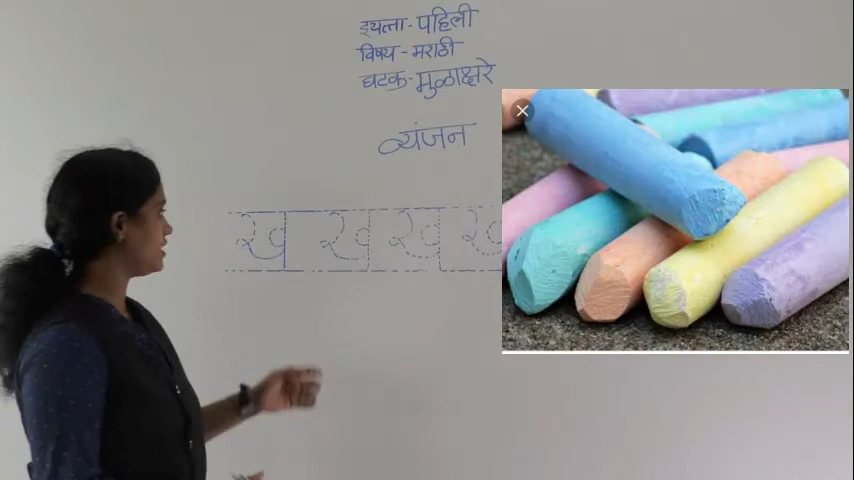 इयत्ता - पहिली
विषय - मराठी
घटक - मुळाक्षरे
व्यंजन
ख ख ख ख